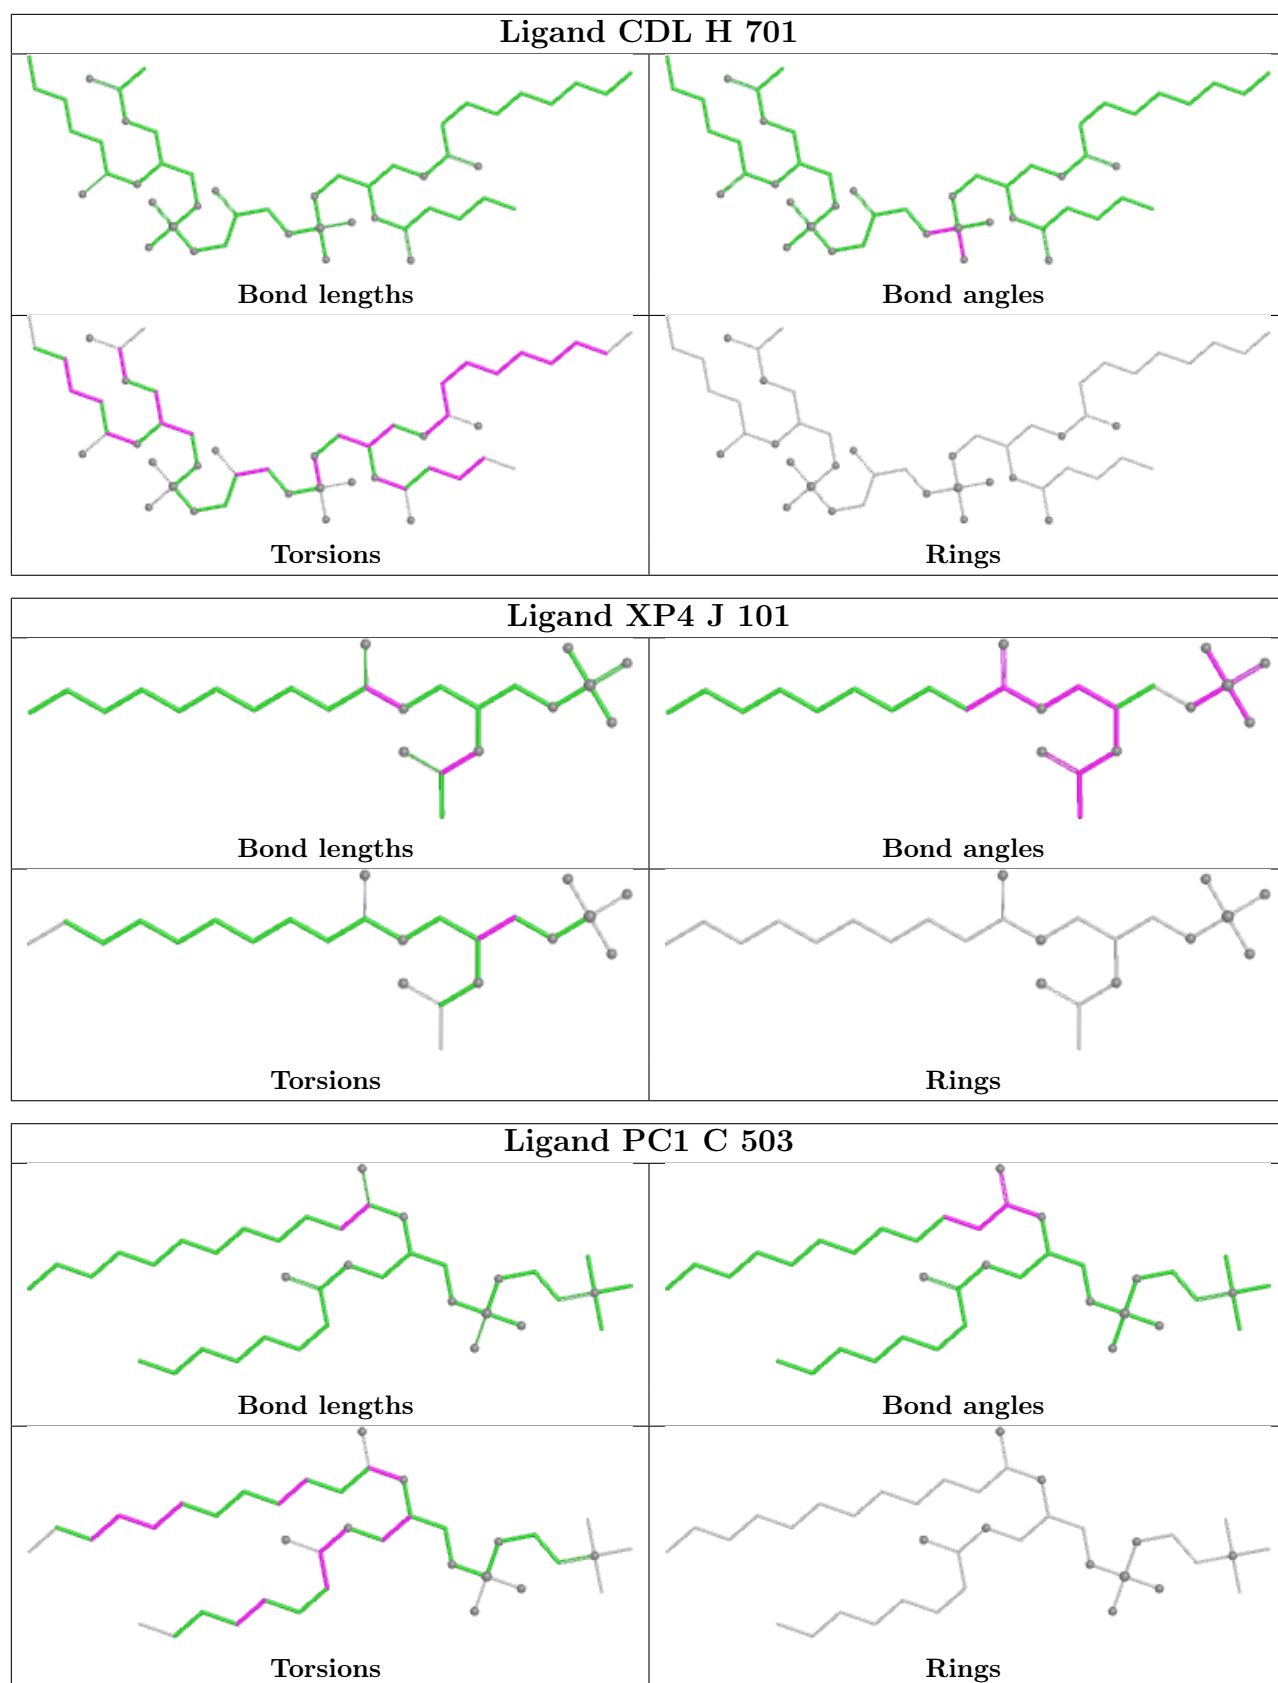 Ligand CDL H 701
Bond lengths
Bond angles
Torsions
Rings
Ligand XP4 J 101
Bond lengths
Bond angles
Torsions
Rings
Ligand PC1 C 503
Bond lengths
Bond angles
Torsions
Rings